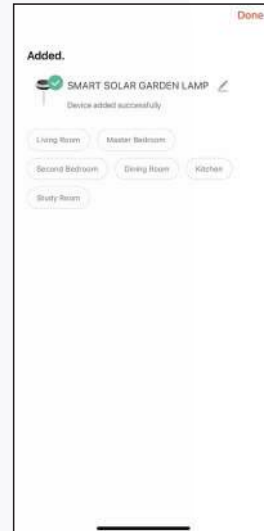 Done
Added.
SMART SOLAR GARDEN LAMP
Device added successfully
Living Room Master Bedroom
Second Bedroom Dining Room Kitchen
Study Room